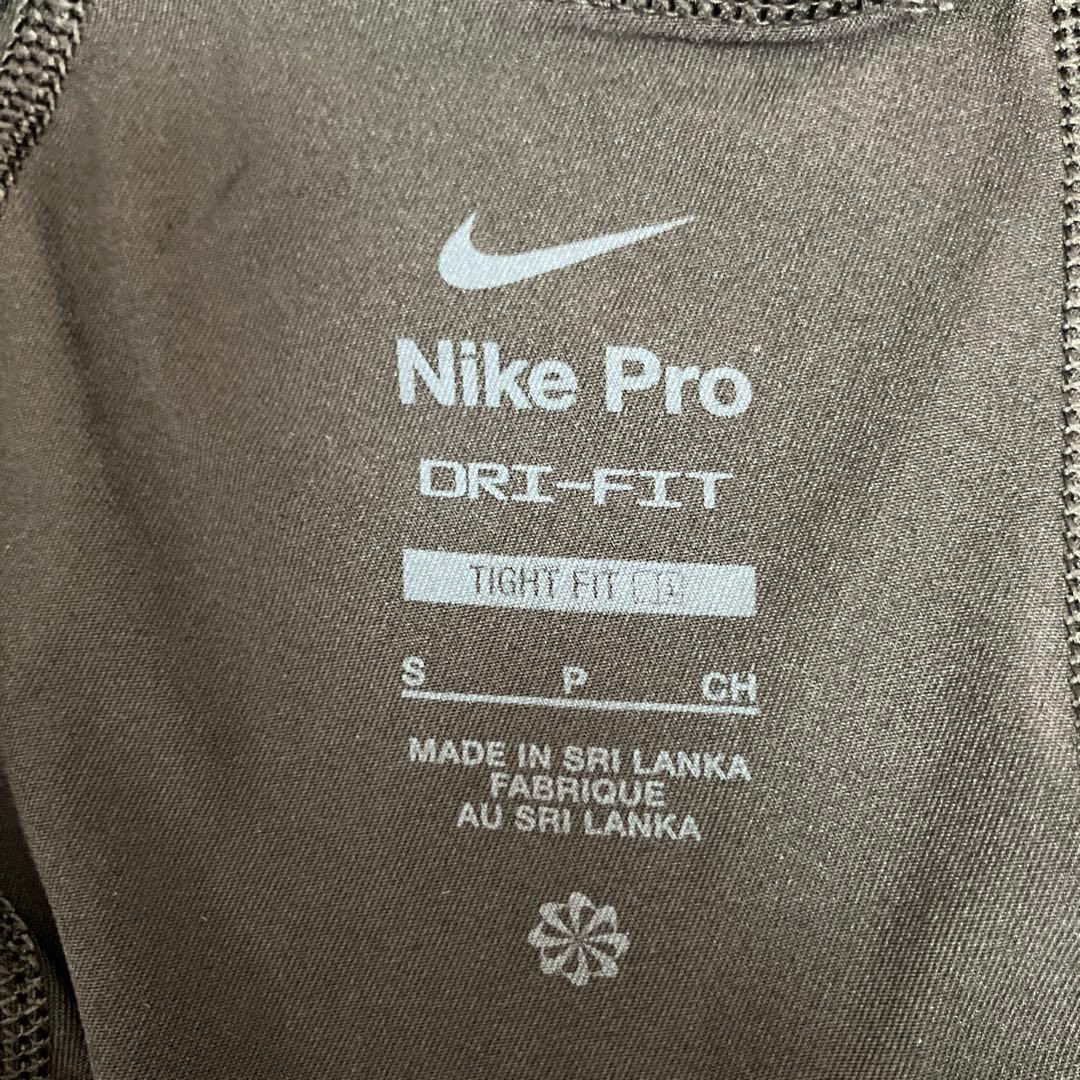 Nike Pro
DRI-FIT
TIGHT FIT
S P CH
MADE IN SRI LANKA
FABRIQUE
AU SRI LANKA